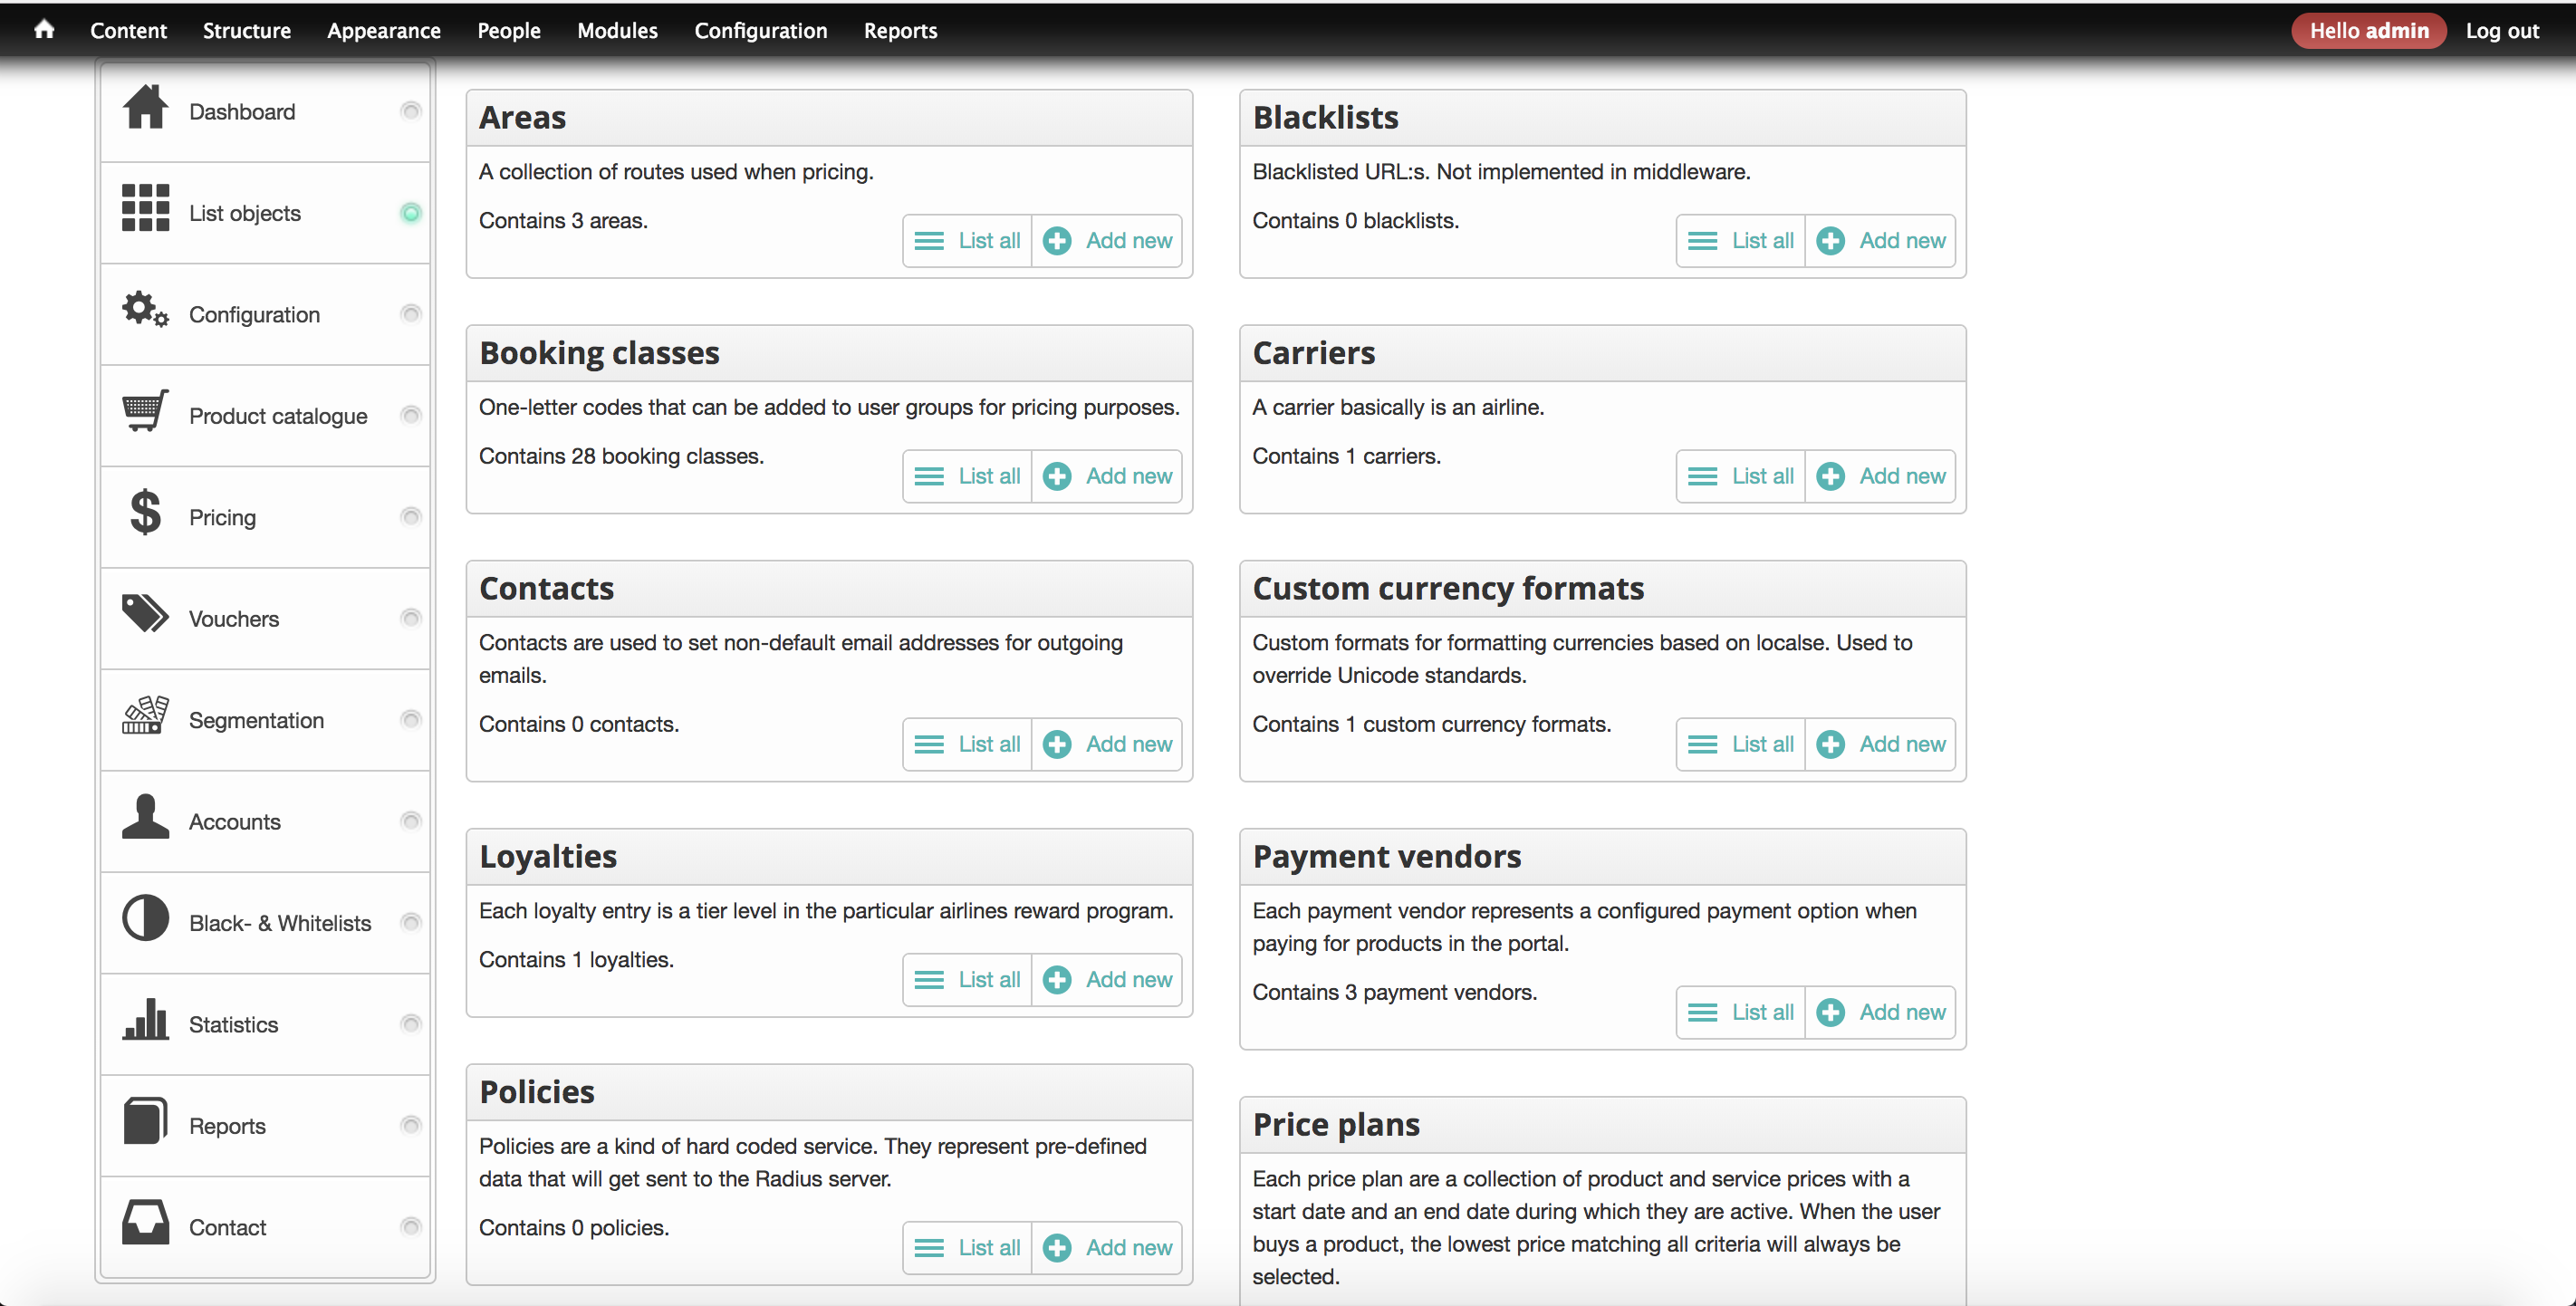 Content Structure Appearance People Modules Configuration Reports Hello admin Log out
Dashboard
List objects
Configuration
Product catalogue
Pricing
Vouchers
Segmentation
Accounts
Black- & Whitelists
Statistics
Reports
Contact
Areas
A collection of routes used when pricing.
Contains 3 areas.
List all Add new
Blacklists
Blacklisted URL:s. Not implemented in middleware.
Contains 0 blacklists.
List all Add new
Booking classes
One-letter codes that can be added to user groups for pricing purposes.
Contains 28 booking classes.
List all Add new
Carriers
A carrier basically is an airline.
Contains 1 carriers.
List all Add new
Contacts
Contacts are used to set non-default email addresses for outgoing
emails.
Contains 0 contacts.
List all Add new
Custom currency formats
Custom formats for formatting currencies based on localse. Used to
override Unicode standards.
Contains 1 custom currency formats.
List all Add new
Loyalties
Each loyalty entry is a tier level in the particular airlines reward program.
Contains 1 loyalties.
List all Add new
Payment vendors
Each payment vendor represents a configured payment option when
paying for products in the portal.
Contains 3 payment vendors.
List all Add new
Policies
Policies are a kind of hard coded service. They represent pre-defined
data that will get sent to the Radius server.
Contains 0 policies.
List all Add new
Price plans
Each price plan are a collection of product and service prices with a
start date and an end date during which they are active. When the user
buys a product, the lowest price matching all criteria will always be
selected.